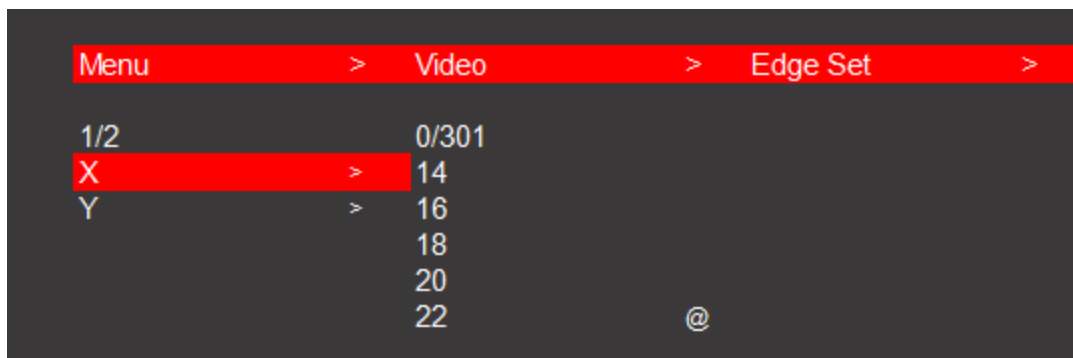 Menu > Video > Edge Set >
1/2 0/301
X > 14
Y > 16
18
20
22 @